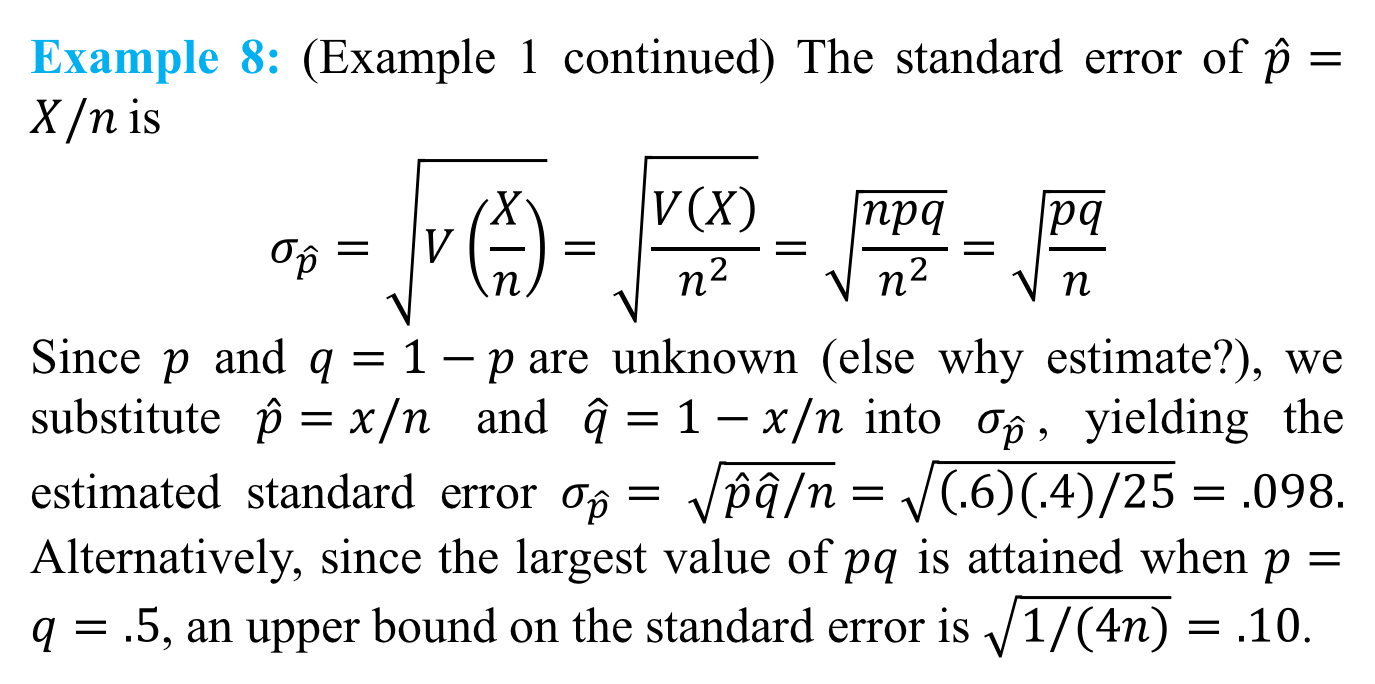 Example 8: (Example 1 continued) The standard error of p̂ =
X/n is
σ_p̂ = √(V(X/n)) = √(V(X)/n²) = √(npq/n²) = √(pq/n)
Since p and q = 1 − p are unknown (else why estimate?), we
substitute p̂ = x/n and q̂ = 1 − x/n into σ_p̂, yielding the
estimated standard error σ_p̂ = √(p̂q̂/n) = √((.6)(.4)/25) = .098.
Alternatively, since the largest value of pq is attained when p =
q = .5, an upper bound on the standard error is √(1/(4n)) = .10.